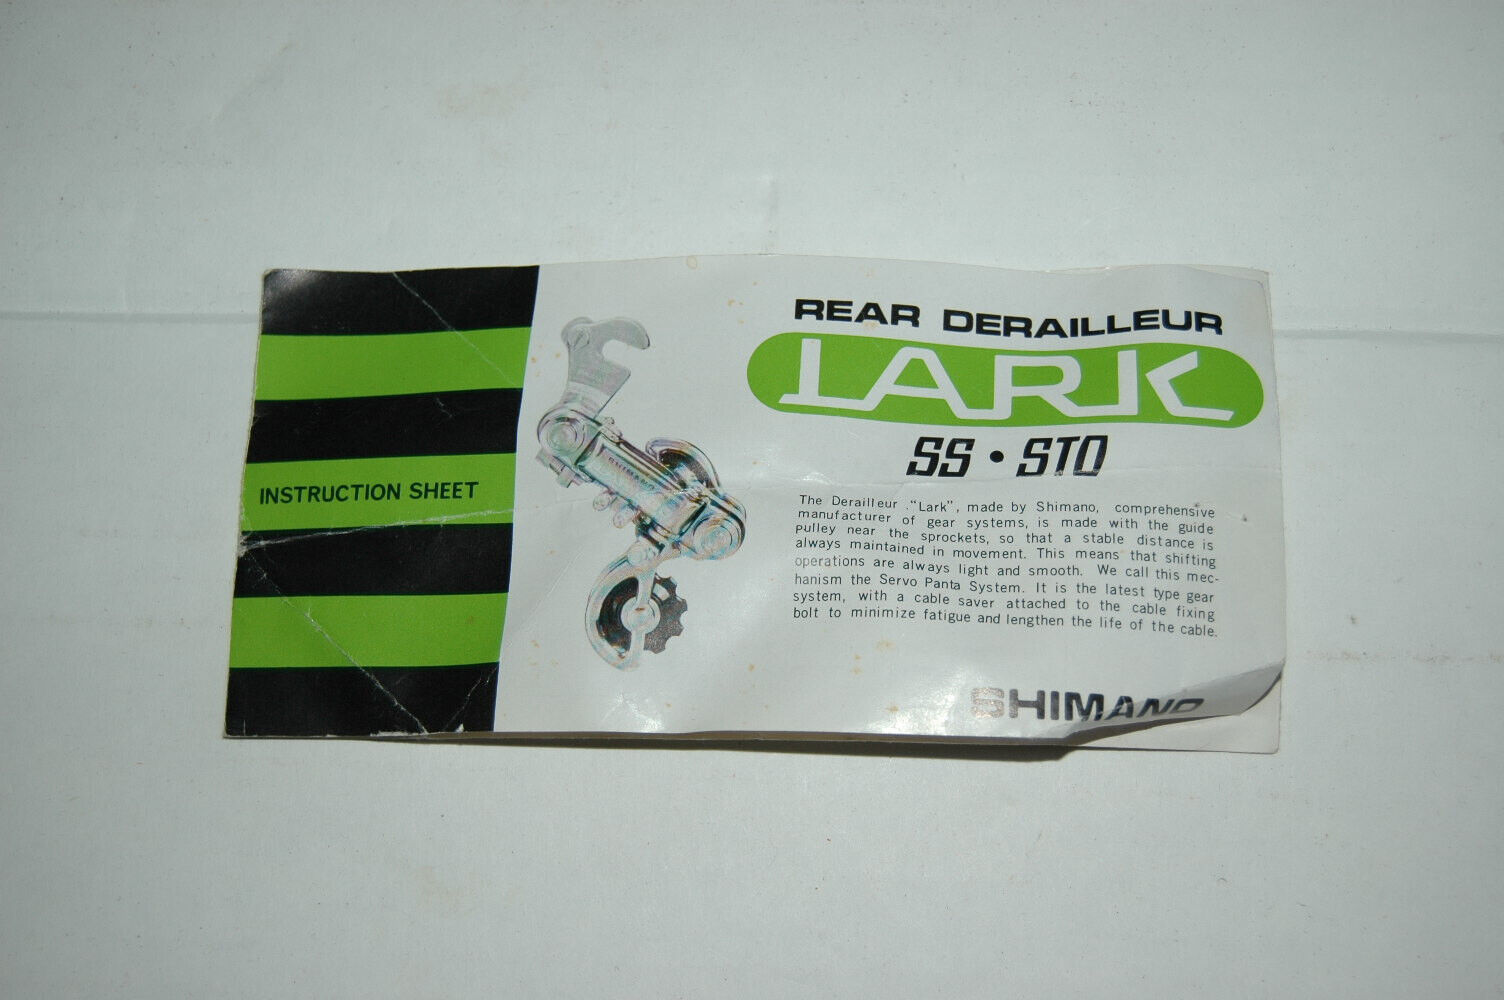 INSTRUCTION SHEET
REAR DERAILLEUR
LARK
SS • STO
SHIMANO
The Derailleur ."Lark", made by Shimano, comprehensive
manufacturer of gear systems, is made with the guide
pulley near the sprockets, so that a stable distance is
always maintained in movement. This means that shifting
operations are always light and smooth. We call this mec-
hanism the Servo Panta System. It is the latest type gear
system, with a cable saver attached to the cable fixing
bolt to minimize fatigue and lengthen the life of the cable.
SHIMANO